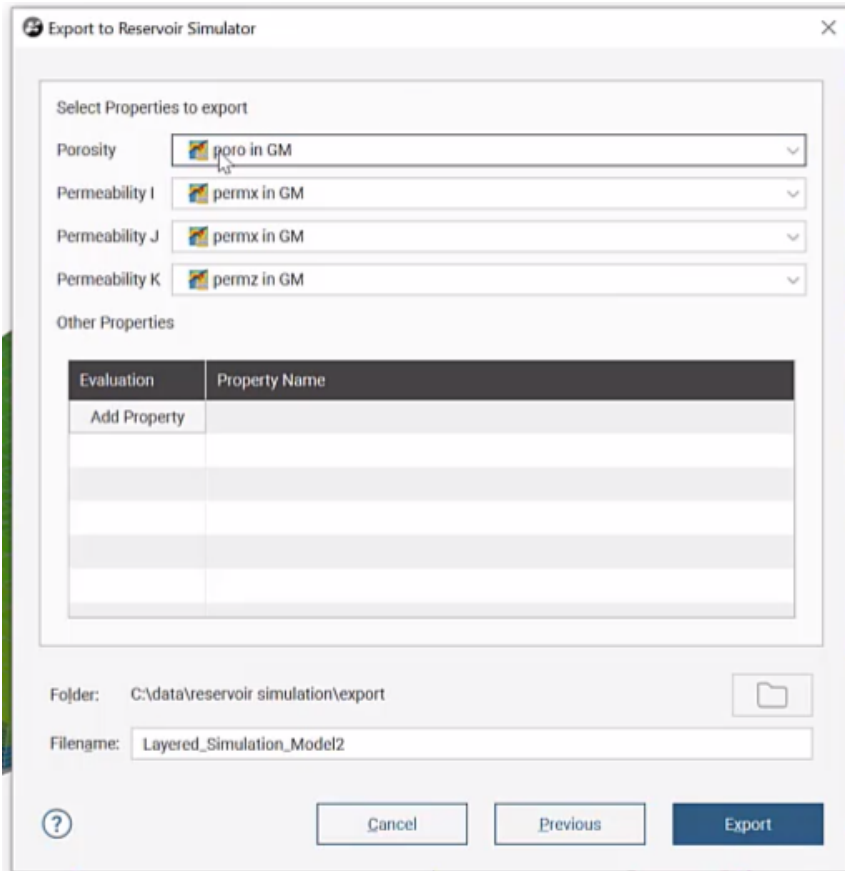 Export to Reservoir Simulator
Select Properties to export
Porosity poro in GM
Permeability I permx in GM
Permeability J permx in GM
Permeability K permz in GM
Other Properties
Evaluation Property Name
Add Property
Folder: C:\data\reservoir simulation\export
Filename: Layered_Simulation_Model2
? Cancel Previous Export